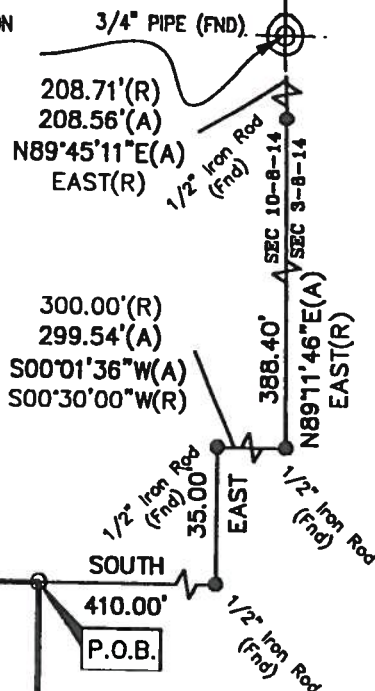 ON
3/4" PIPE (FND)
208.71'(R)
208.56'(A)
N89°45'11"E(A)
EAST(R)
1/2" Iron Rod
(Fnd)
SEC 10-8-14
SEC 3-8-14
388.40'
N89°11'46"E(A)
EAST(R)
300.00'(R)
299.54'(A)
S00°01'36"W(A)
S00°30'00"W(R)
1/2" Iron Rod
(Fnd)
35.00'
EAST
1/2" Iron Rod
(Fnd)
SOUTH
410.00'
P.O.B.
1/2" Iron Rod
(Fnd)